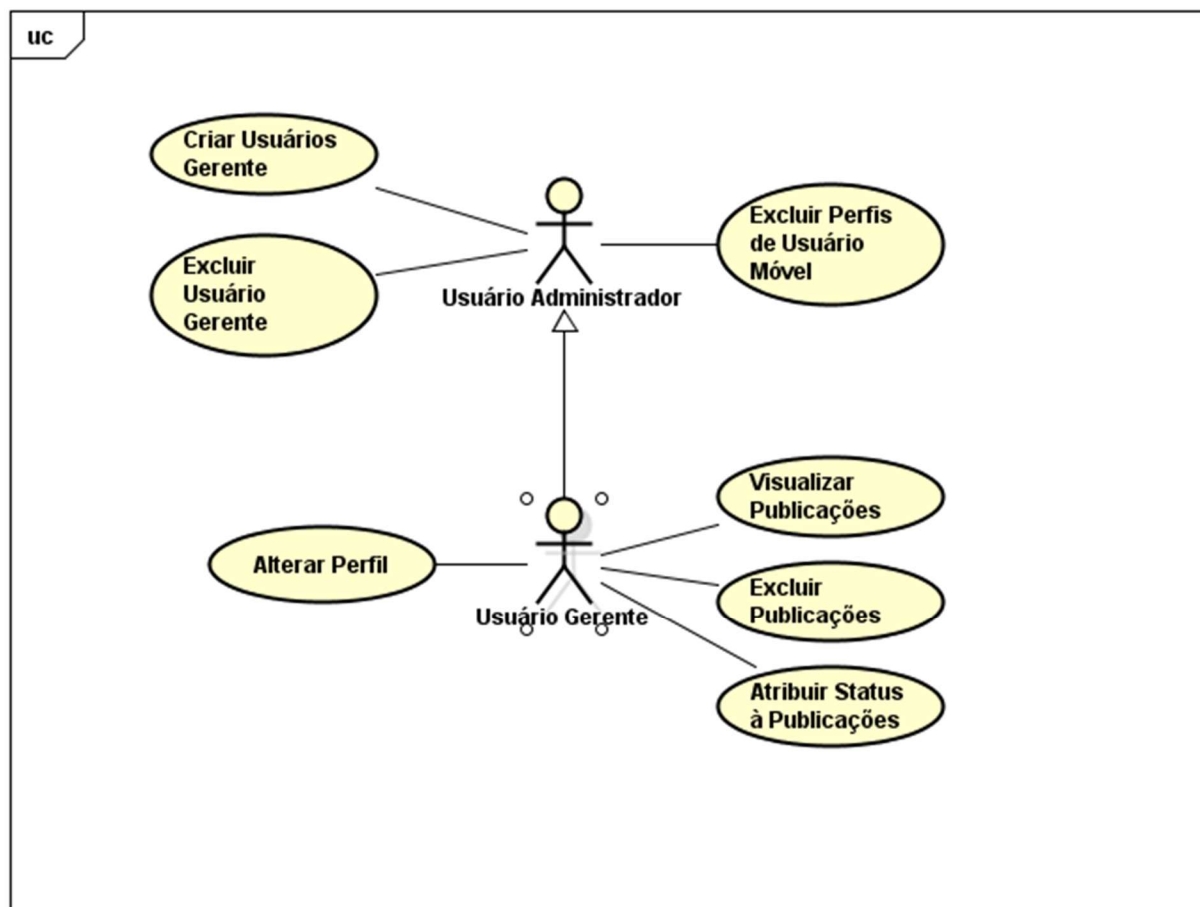 uc
Criar Usuários
Gerente
Excluir
Usuário
Gerente
Usuário Administrador
Excluir Perfis
de Usuário
Móvel
Alterar Perfil
Usuário Gerente
Visualizar
Publicações
Excluir
Publicações
Atribuir Status
à Publicações